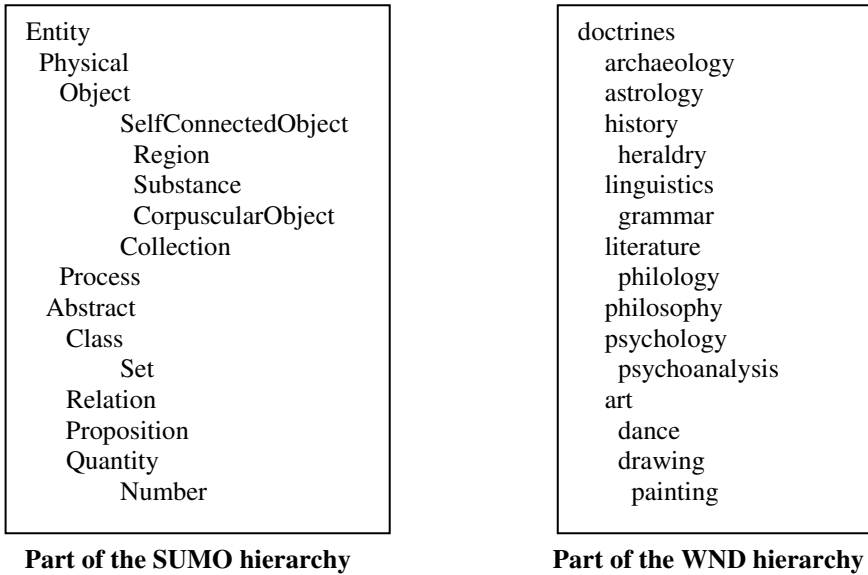 Entity
Physical
Object
SelfConnectedObject
Region
Substance
CorpuscularObject
Collection
Process
Abstract
Class
Set
Relation
Proposition
Quantity
Number
Part of the SUMO hierarchy
doctrines
archaeology
astrology
history
heraldry
linguistics
grammar
literature
philology
philosophy
psychology
psychoanalysis
art
dance
drawing
painting
Part of the WND hierarchy